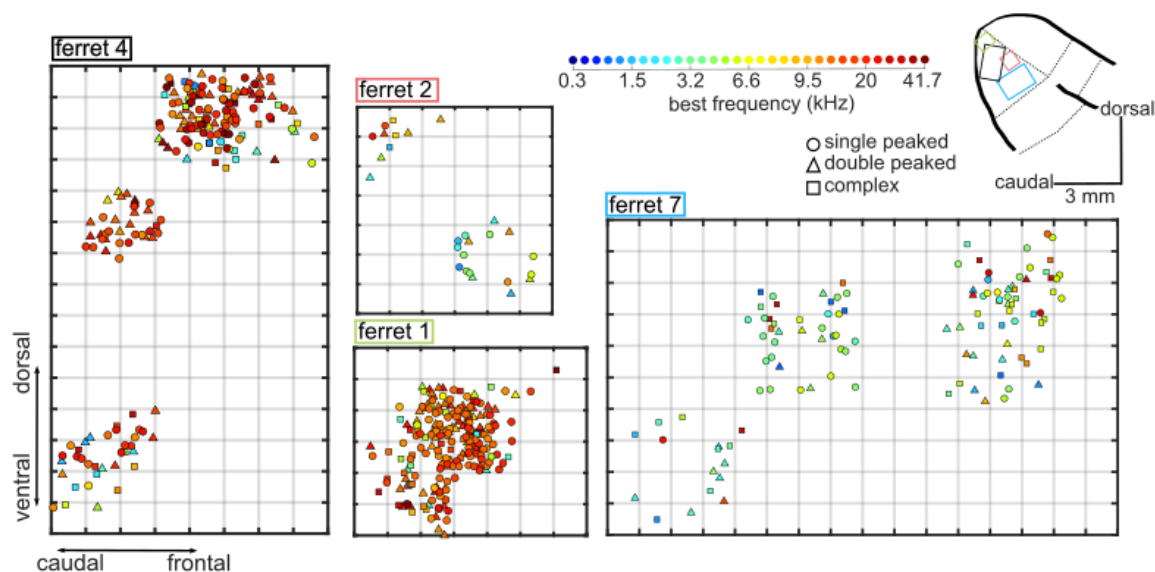 ferret 4
dorsal
ventral
caudal
frontal
ferret 2
ferret 1
0.3 1.5 3.2 6.6 9.5 20 41.7
best frequency (kHz)
single peaked
double peaked
complex
dorsal
caudal
3 mm
ferret 7